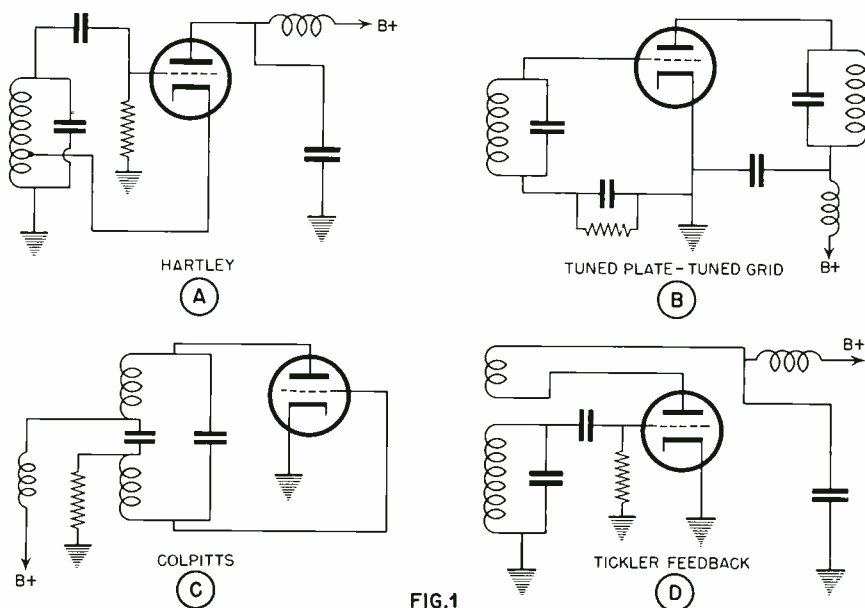 B+
HARTLEY
A
B+
TUNED PLATE-TUNED GRID
B
B+
COLPITTS
C
B+
TICKLER FEEDBACK
D
FIG.1